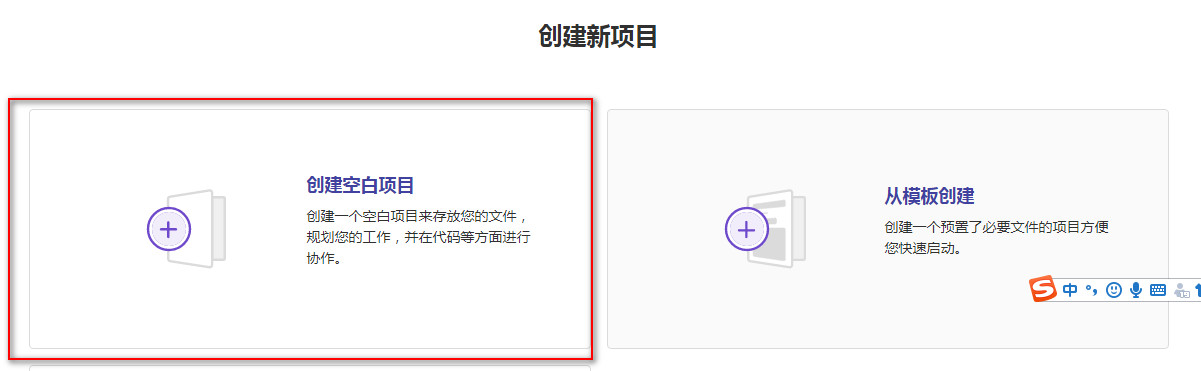 创建新项目
创建空白项目
创建一个空白项目来存放您的文件，
规划您的工作，并在代码等方面进行
协作。
从模板创建
创建一个预置了必要文件的项目方便
您快速启动。
S 中 °,